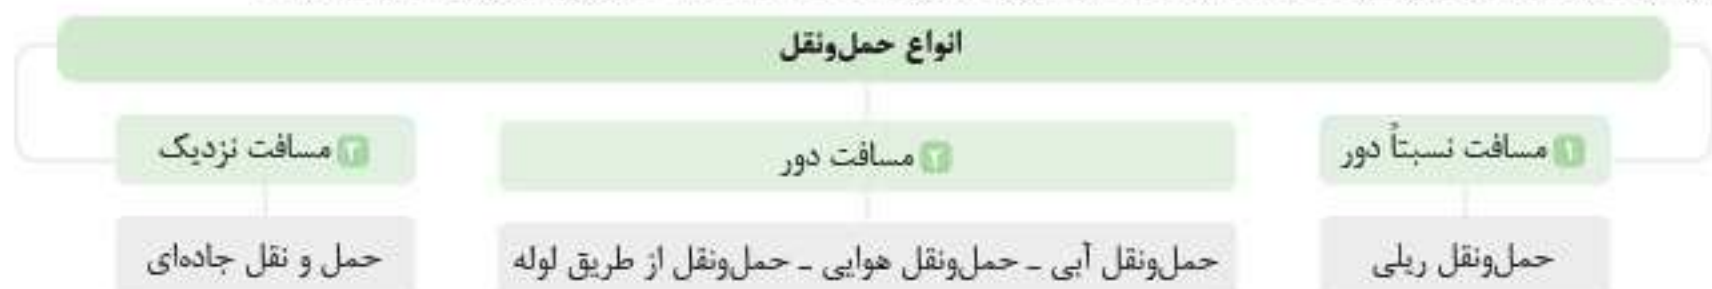 انواع حمل‌ونقل
۱ مسافت نسبتاً دور
۲ مسافت دور
۳ مسافت نزدیک
حمل‌ونقل ریلی
حمل‌ونقل آبی ـ حمل‌ونقل هوایی ـ حمل‌ونقل از طریق لوله
حمل و نقل جاده‌ای